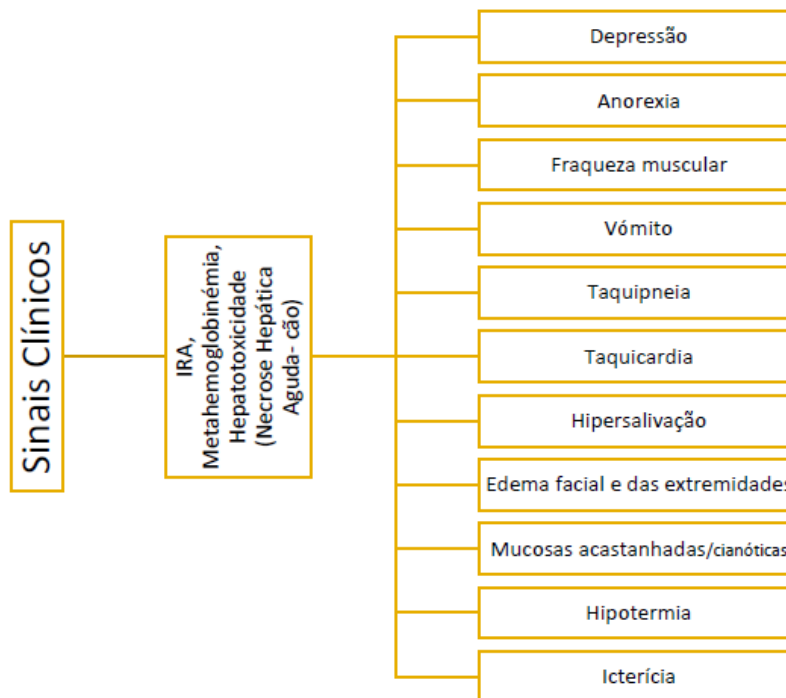 Sinais Clínicos
IRA,
Metahemoglobinémia,
Hepatotoxicidade
(Necrose Hepática
Aguda- cão)
Depressão
Anorexia
Fraqueza muscular
Vómito
Taquipneia
Taquicardia
Hipersalivação
Edema facial e das extremidades
Mucosas acastanhadas/cianóticas
Hipotermia
Icterícia